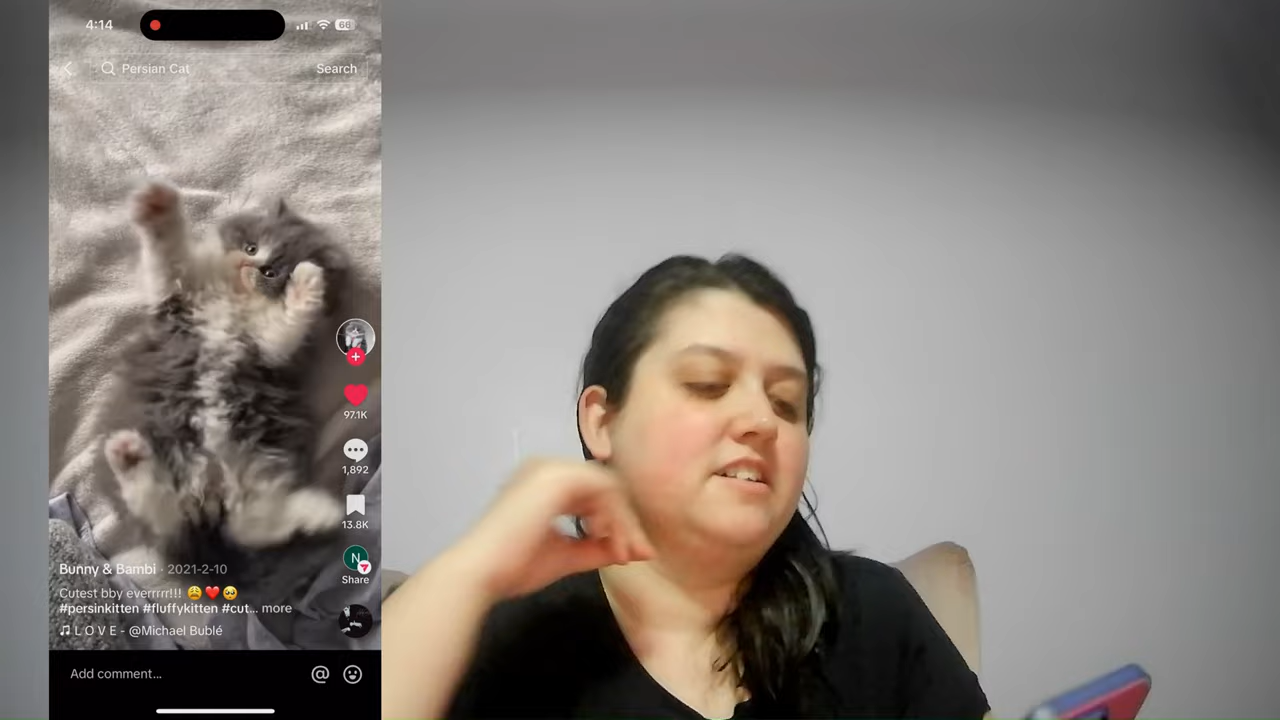 4:14
66
Persian Cat
Search
97.1K
1,892
13.8K
N
Share
Bunny & Bambi · 2021-2-10
Cutest bby everrrrr!!! 😩❤️🥺
#persinkitten #fluffykitten #cut... more
L O V E - @Michael Bublé
Add comment...
@